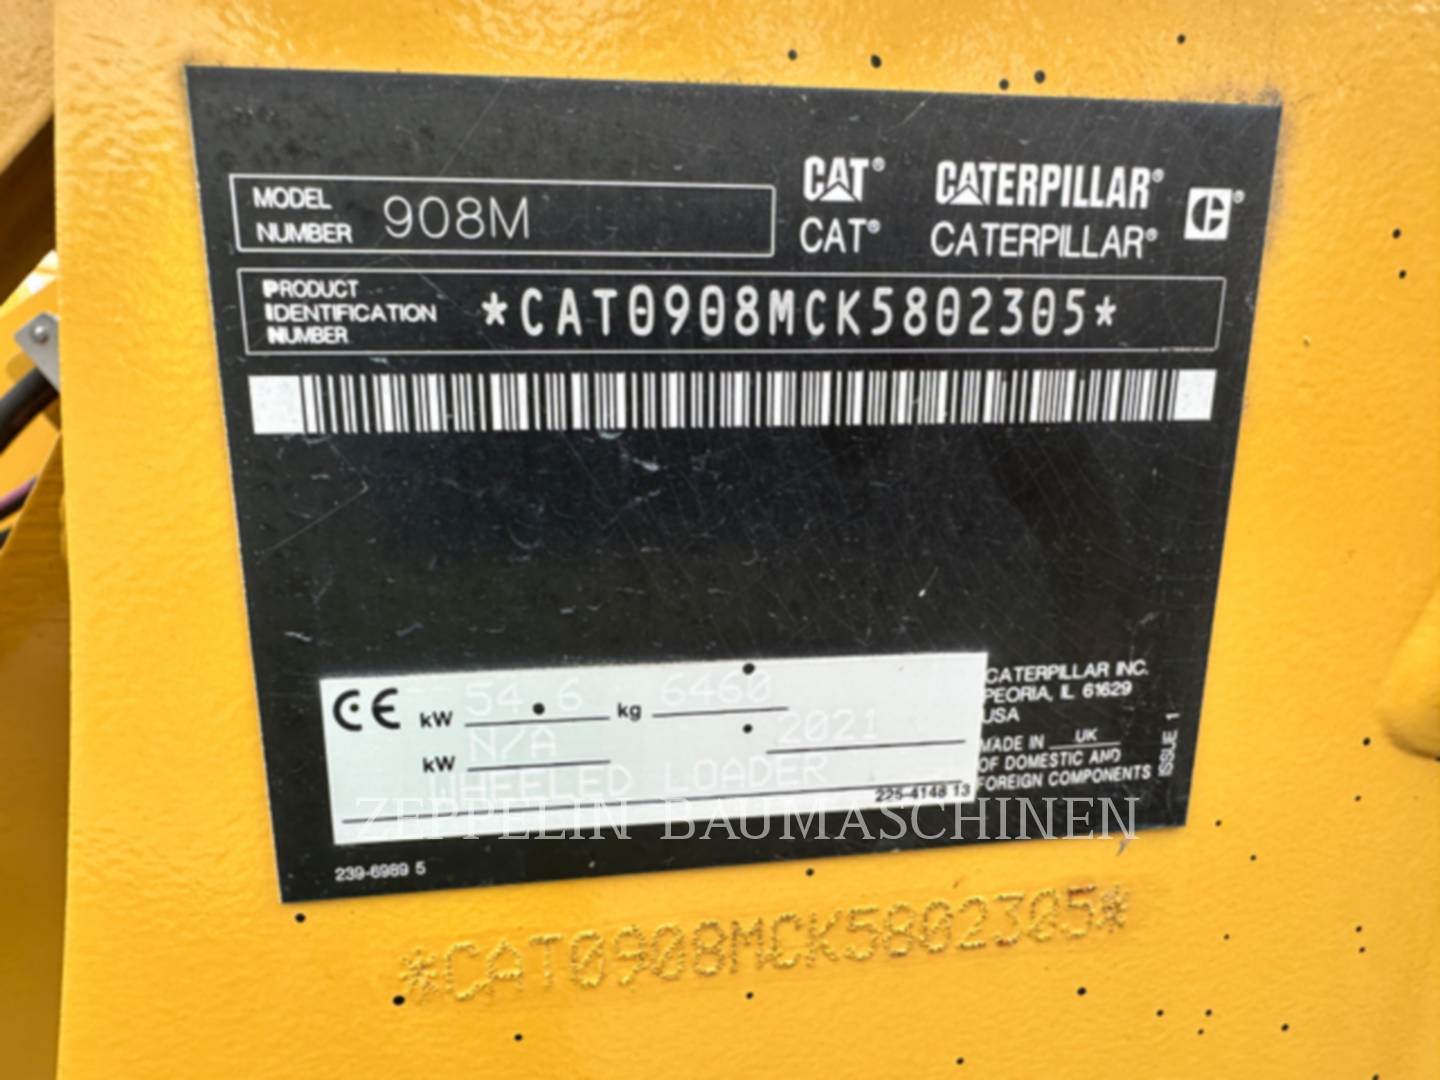 MODEL
NUMBER 908M
CAT® CATERPILLAR®
CAT® CATERPILLAR®
PRODUCT
IDENTIFICATION
NUMBER
*CAT0908MCK5802305*
CE kW 54.6 kg 6460
kW N/A 2021
WHEELED LOADER
225-4148 13
CATERPILLAR INC.
PEORIA, IL 61629
USA
MADE IN UK
OF DOMESTIC AND
FOREIGN COMPONENTS
ISSUE 1
ZEPPELIN BAUMASCHINEN
239-6989 5
*CAT0908MCK5802305*